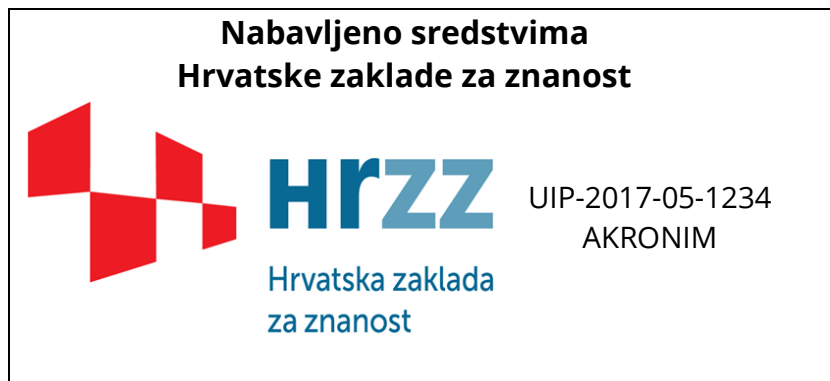 Nabavljeno sredstvima
Hrvatske zaklade za znanost
Hrzz
Hrvatska zaklada
za znanost
UIP-2017-05-1234
AKRONIM